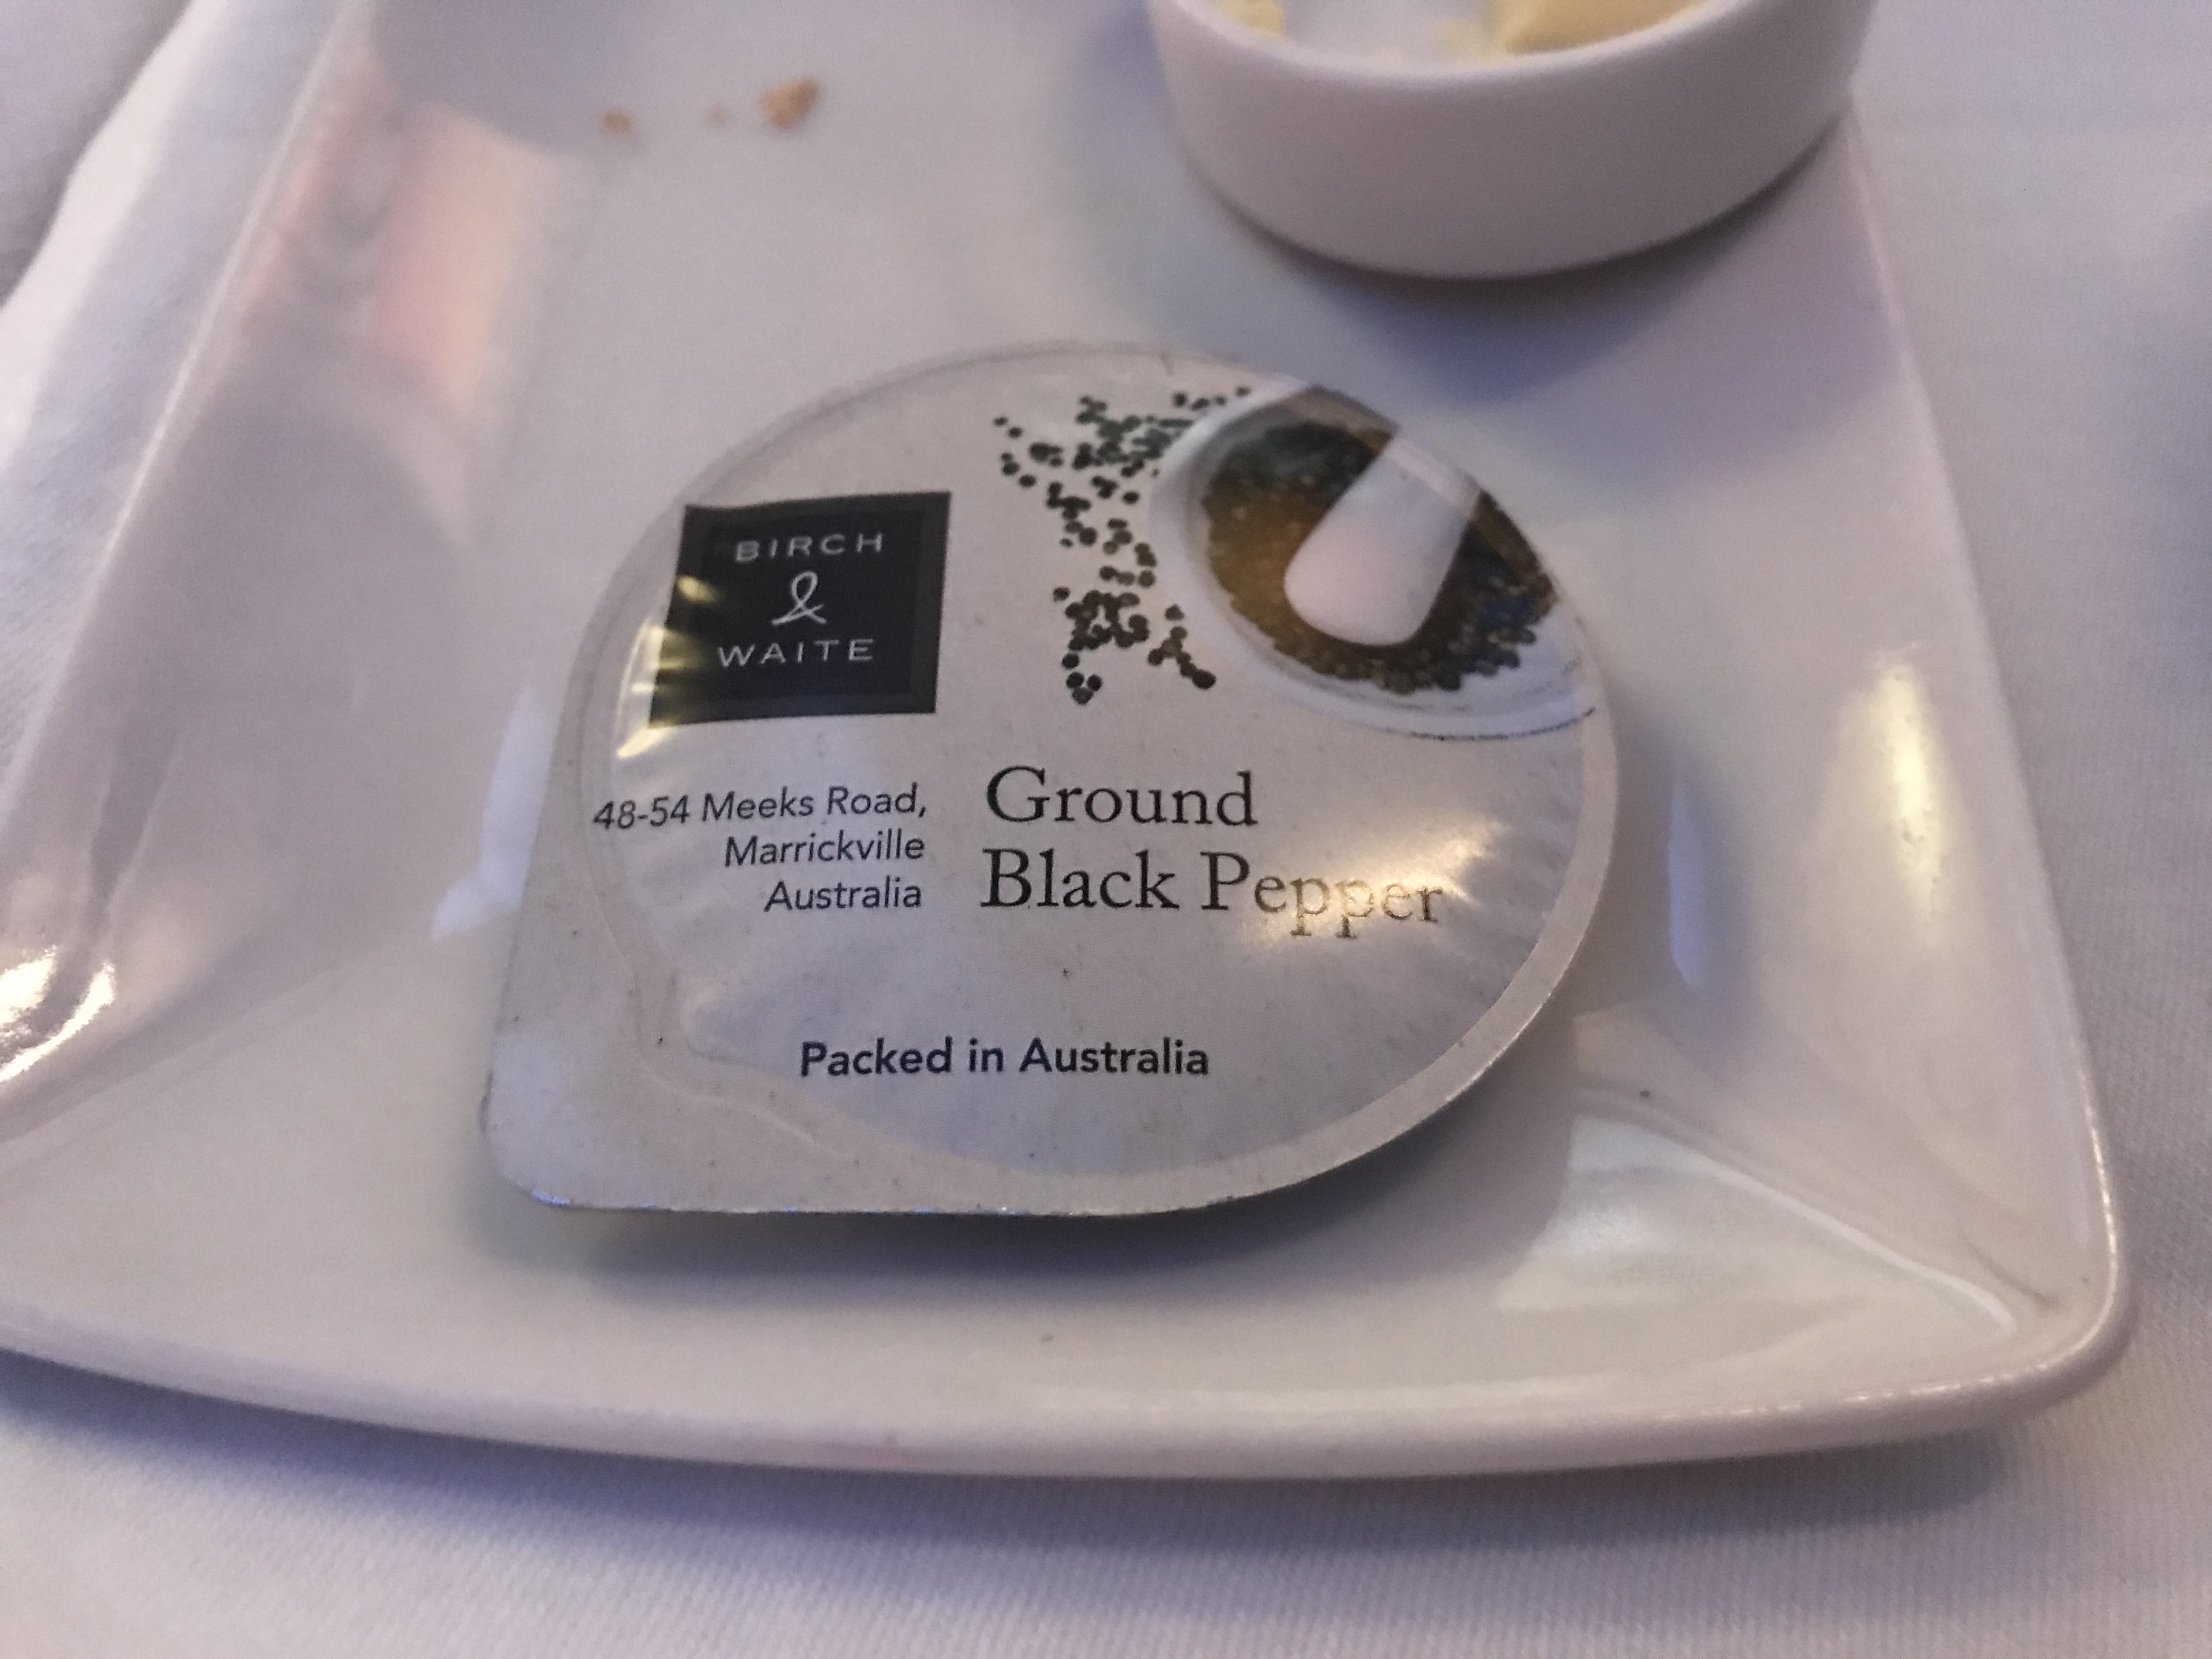 BIRCH
&
WAITE
48-54 Meeks Road,
Marrickville
Australia
Ground
Black Pepper
Packed in Australia